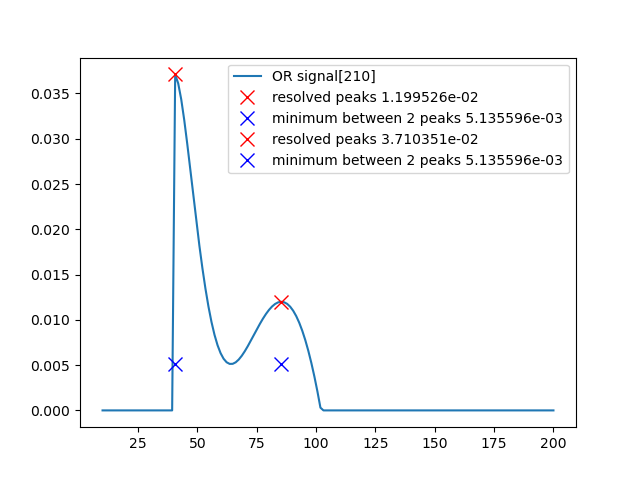 OR signal[210]
resolved peaks 1.199526e-02
minimum between 2 peaks 5.135596e-03
resolved peaks 3.710351e-02
minimum between 2 peaks 5.135596e-03
0.035
0.030
0.025
0.020
0.015
0.010
0.005
0.000
25 50 75 100 125 150 175 200